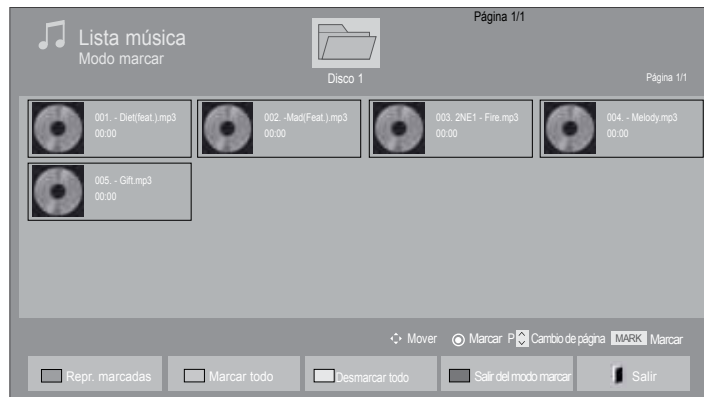 Página 1/1
Lista música
Modo marcar
Disco 1
Página 1/1
001. - Diet(feat.).mp3
00:00
002. -Mad(Feat.).mp3
00:00
003. 2NE1 - Fire.mp3
00:00
004. - Melody.mp3
00:00
005. - Gift.mp3
00:00
Mover Marcar P Cambio de página MARK Marcar
Repr. marcadas Marcar todo Desmarcar todo Salir del modo marcar Salir